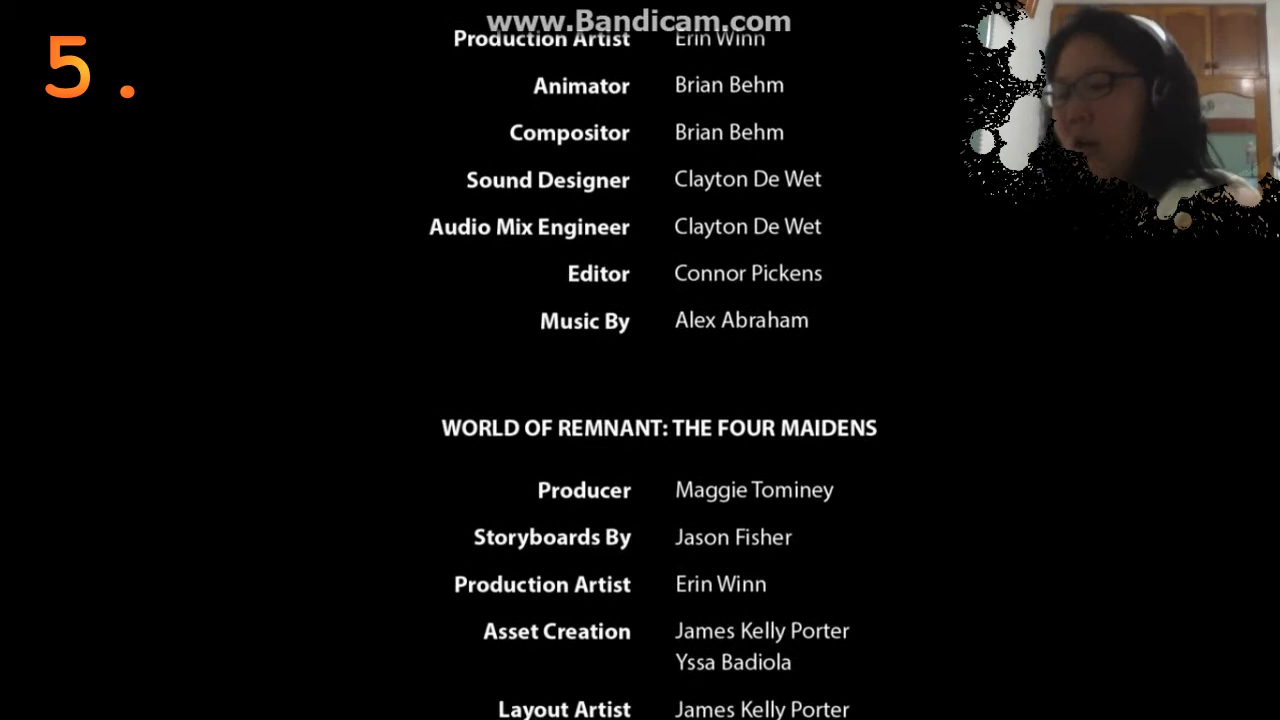 www.Bandicam.com
5.
Production Artist Erin Winn
Animator Brian Behm
Compositor Brian Behm
Sound Designer Clayton De Wet
Audio Mix Engineer Clayton De Wet
Editor Connor Pickens
Music By Alex Abraham
WORLD OF REMNANT: THE FOUR MAIDENS
Producer Maggie Tominey
Storyboards By Jason Fisher
Production Artist Erin Winn
Asset Creation James Kelly Porter
Yssa Badiola
Layout Artist James Kelly Porter